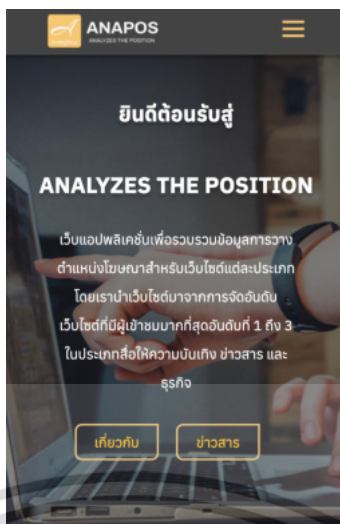 ANAPOS
ANALYZES THE POSITION
ยินดีต้อนรับสู่
ANALYZES THE POSITION
เว็บแอปพลิเคชั่นเพื่อรวบรวมข้อมูลการวาง
ตำแหน่งโฆษณาสำหรับเว็บไซต์แต่ละประเภท
โดยเรานำเว็บไซต์มาจากการจัดอันดับ
เว็บไซต์ที่มีผู้เข้าชมมากที่สุดอันดับที่ 1 ถึง 3
ในประเภทสื่อให้ความบันเทิง ข่าวสาร และ
ธุรกิจ
เกี่ยวกับ ข่าวสาร